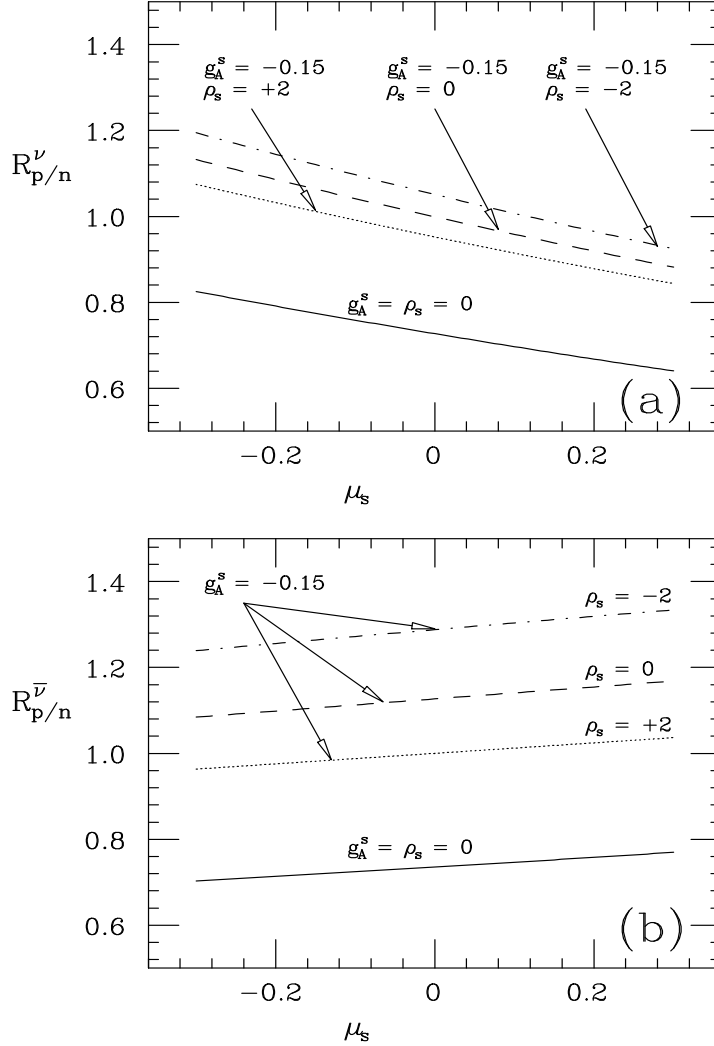 1.4
g_A^s = −0.15 g_A^s = −0.15 g_A^s = −0.15
ρ_s = +2 ρ_s = 0 ρ_s = −2
1.2
R_{p/n}^ν
1.0
0.8
g_A^s = ρ_s = 0
0.6
(a)
−0.2 0 0.2
μ_s
1.4
g_A^s = −0.15
ρ_s = −2
1.2
ρ_s = 0
R_{p/n}^{ν̅}
ρ_s = +2
1.0
0.8
g_A^s = ρ_s = 0
0.6
(b)
−0.2 0 0.2
μ_s